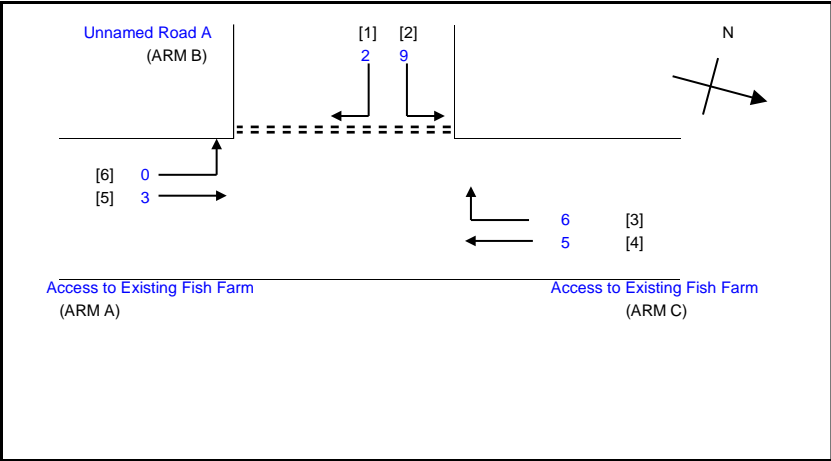 Unnamed Road A [1] [2] N
(ARM B) 2 9
[6] 0
[5] 3
6 [3]
5 [4]
Access to Existing Fish Farm Access to Existing Fish Farm
(ARM A) (ARM C)